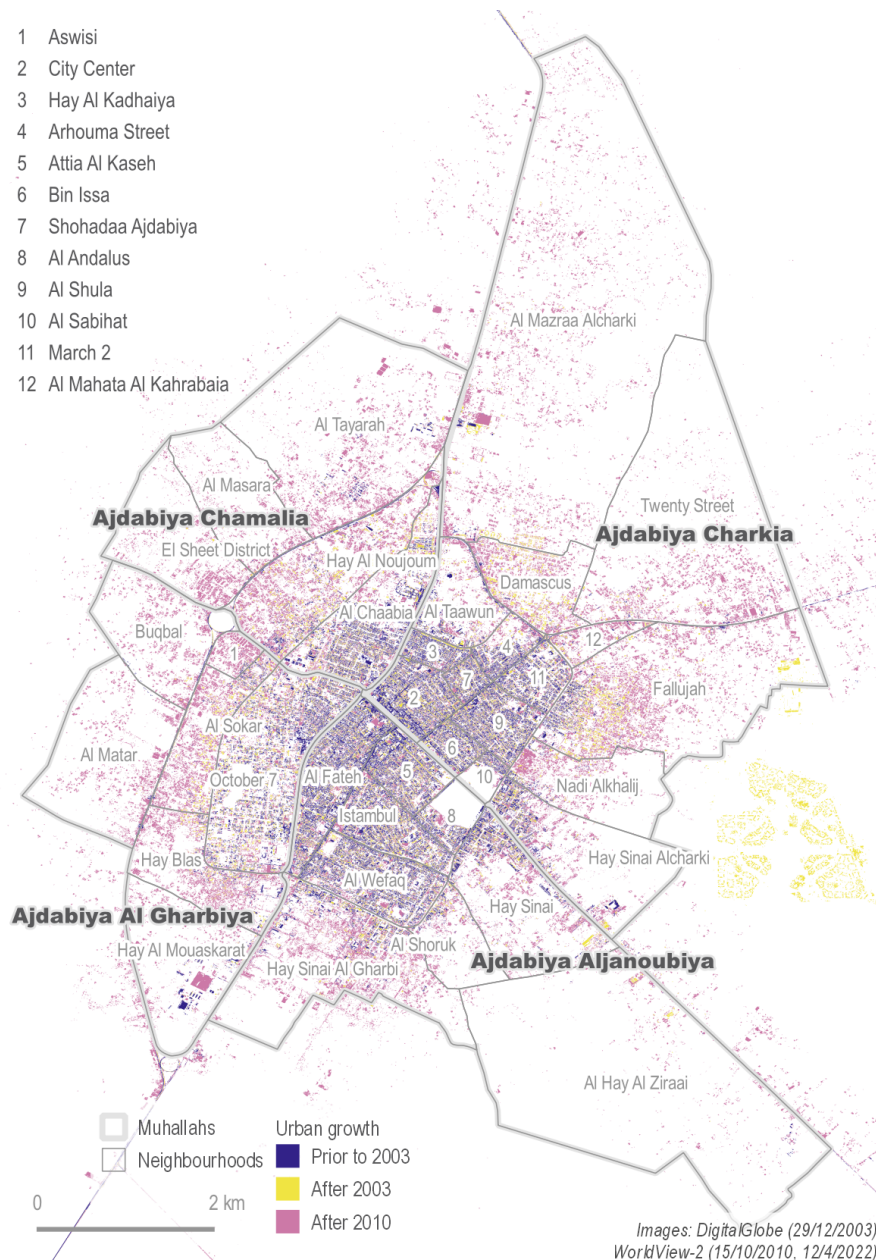 1 Aswisi
2 City Center
3 Hay Al Kadhaiya
4 Arhouma Street
5 Attia Al Kaseh
6 Bin Issa
7 Shohadaa Ajdabiya
8 Al Andalus
9 Al Shula
10 Al Sabihat
11 March 2
12 Al Mahata Al Kahrabaia
Al Mazraa Alcharki
Al Tayarah
Al Masara
Twenty Street
Ajdabiya Chamalia
Ajdabiya Charkia
El Sheet District
Hay Al Noujoum
Damascus
Al Chaabia
Al Taawun
Buqbal
12
4
3
1
7
11
Fallujah
2
Al Sokar
9
Al Matar
6
October 7
Al Fateh
5
10
Nadi Alkhalij
Istambul
8
Hay Blas
Hay Sinai Alcharki
Al Wefaq
Hay Sinai
Ajdabiya Al Gharbiya
Al Shoruk
Hay Al Mouaskarat
Ajdabiya Aljanoubiya
Hay Sinai Al Gharbi
Al Hay Al Ziraai
Muhallahs
Neighbourhoods
Urban growth
Prior to 2003
After 2003
After 2010
0 2 km
Images: DigitalGlobe (29/12/2003)
WorldView-2 (15/10/2010, 12/4/2022)